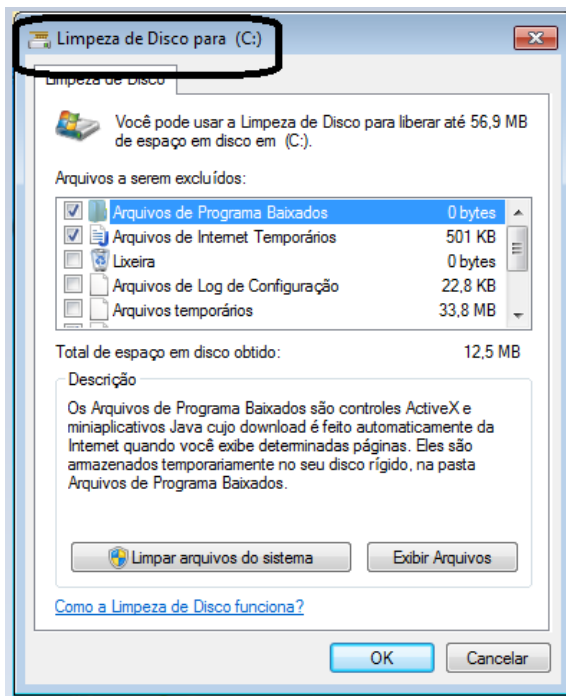 Limpeza de Disco para (C:)
Limpeza de Disco
Você pode usar a Limpeza de Disco para liberar até 56,9 MB
de espaço em disco em (C:).
Arquivos a serem excluídos:
Arquivos de Programa Baixados 0 bytes
Arquivos de Internet Temporários 501 KB
Lixeira 0 bytes
Arquivos de Log de Configuração 22,8 KB
Arquivos temporários 33,8 MB
Total de espaço em disco obtido: 12,5 MB
Descrição
Os Arquivos de Programa Baixados são controles ActiveX e
miniaplicativos Java cujo download é feito automaticamente da
Internet quando você exibe determinadas páginas. Eles são
armazenados temporariamente no seu disco rígido, na pasta
Arquivos de Programa Baixados.
Limpar arquivos do sistema Exibir Arquivos
Como a Limpeza de Disco funciona?
OK Cancelar